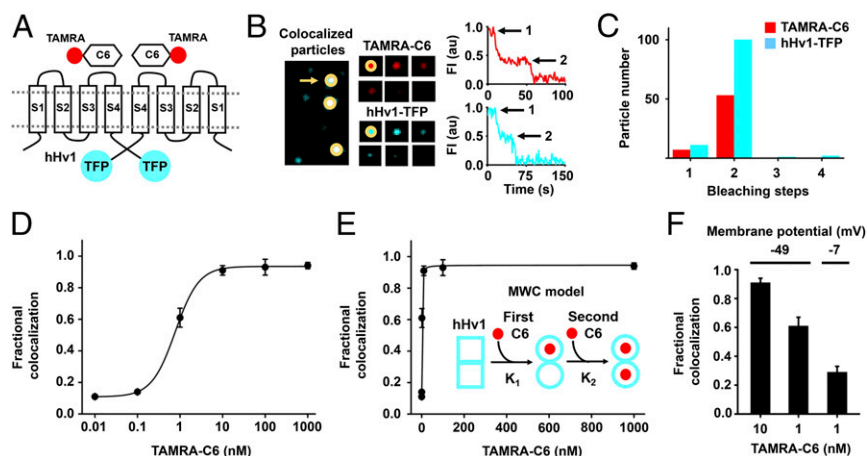 A
TAMRA
TAMRA
C6
C6
S1
S2
S3
S4
S4
S3
S2
S1
hHv1
TFP
TFP
B
Colocalized
particles
TAMRA-C6
hHv1-TFP
FI (au)
1.0
0.5
0.0
1
2
0
50
100
FI (au)
1.0
0.5
0.0
1
2
0
75
150
Time (s)
C
TAMRA-C6
hHv1-TFP
Particle number
100
50
1
2
3
4
Bleaching steps
D
Fractional
colocalization
1.0
0.8
0.6
0.4
0.2
0.0
0.01
0.1
1
10
100
1000
TAMRA-C6 (nM)
E
Fractional
colocalization
1.0
0.8
0.6
0.4
0.2
0.0
MWC model
hHv1
First
C6
Second
C6
K1
K2
0
200
400
600
800
1000
TAMRA-C6 (nM)
F
Membrane potential (mV)
-49
-7
Fractional
colocalization
1.0
0.8
0.6
0.4
0.2
0.0
10
1
1
TAMRA-C6 (nM)